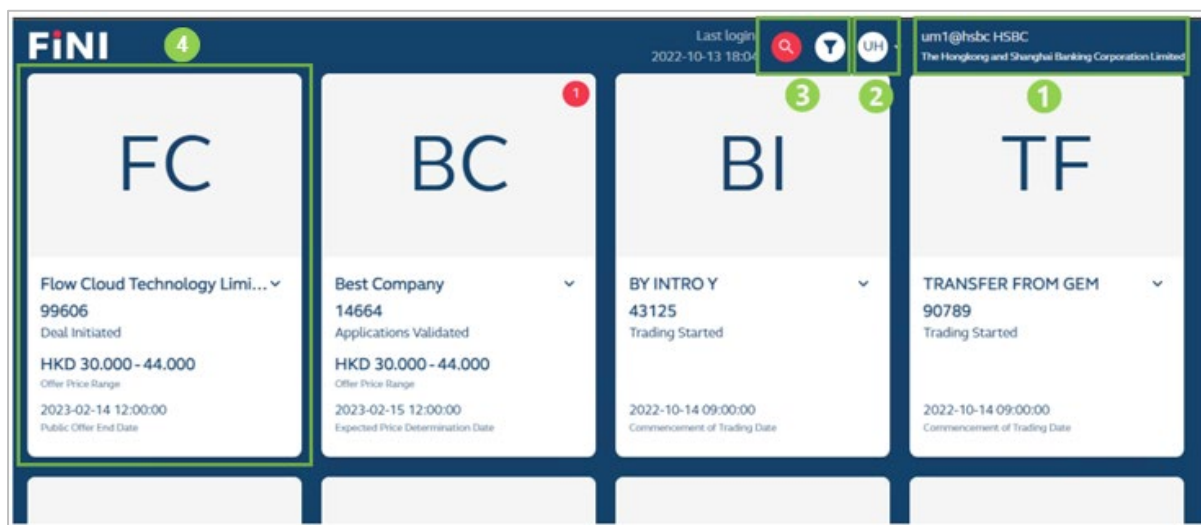 FiNI
4
Last login
2022-10-13 18:04
UH
um1@hsbc HSBC
The Hongkong and Shanghai Banking Corporation Limited
3
2
1
FC
Flow Cloud Technology Limi...
99606
Deal Initiated
HKD 30.000 - 44.000
Offer Price Range
2023-02-14 12:00:00
Public Offer End Date
1
BC
Best Company
14664
Applications Validated
HKD 30.000 - 44.000
Offer Price Range
2023-02-15 12:00:00
Expected Price Determination Date
BI
BY INTRO Y
43125
Trading Started
2022-10-14 09:00:00
Commencement of Trading Date
TF
TRANSFER FROM GEM
90789
Trading Started
2022-10-14 09:00:00
Commencement of Trading Date